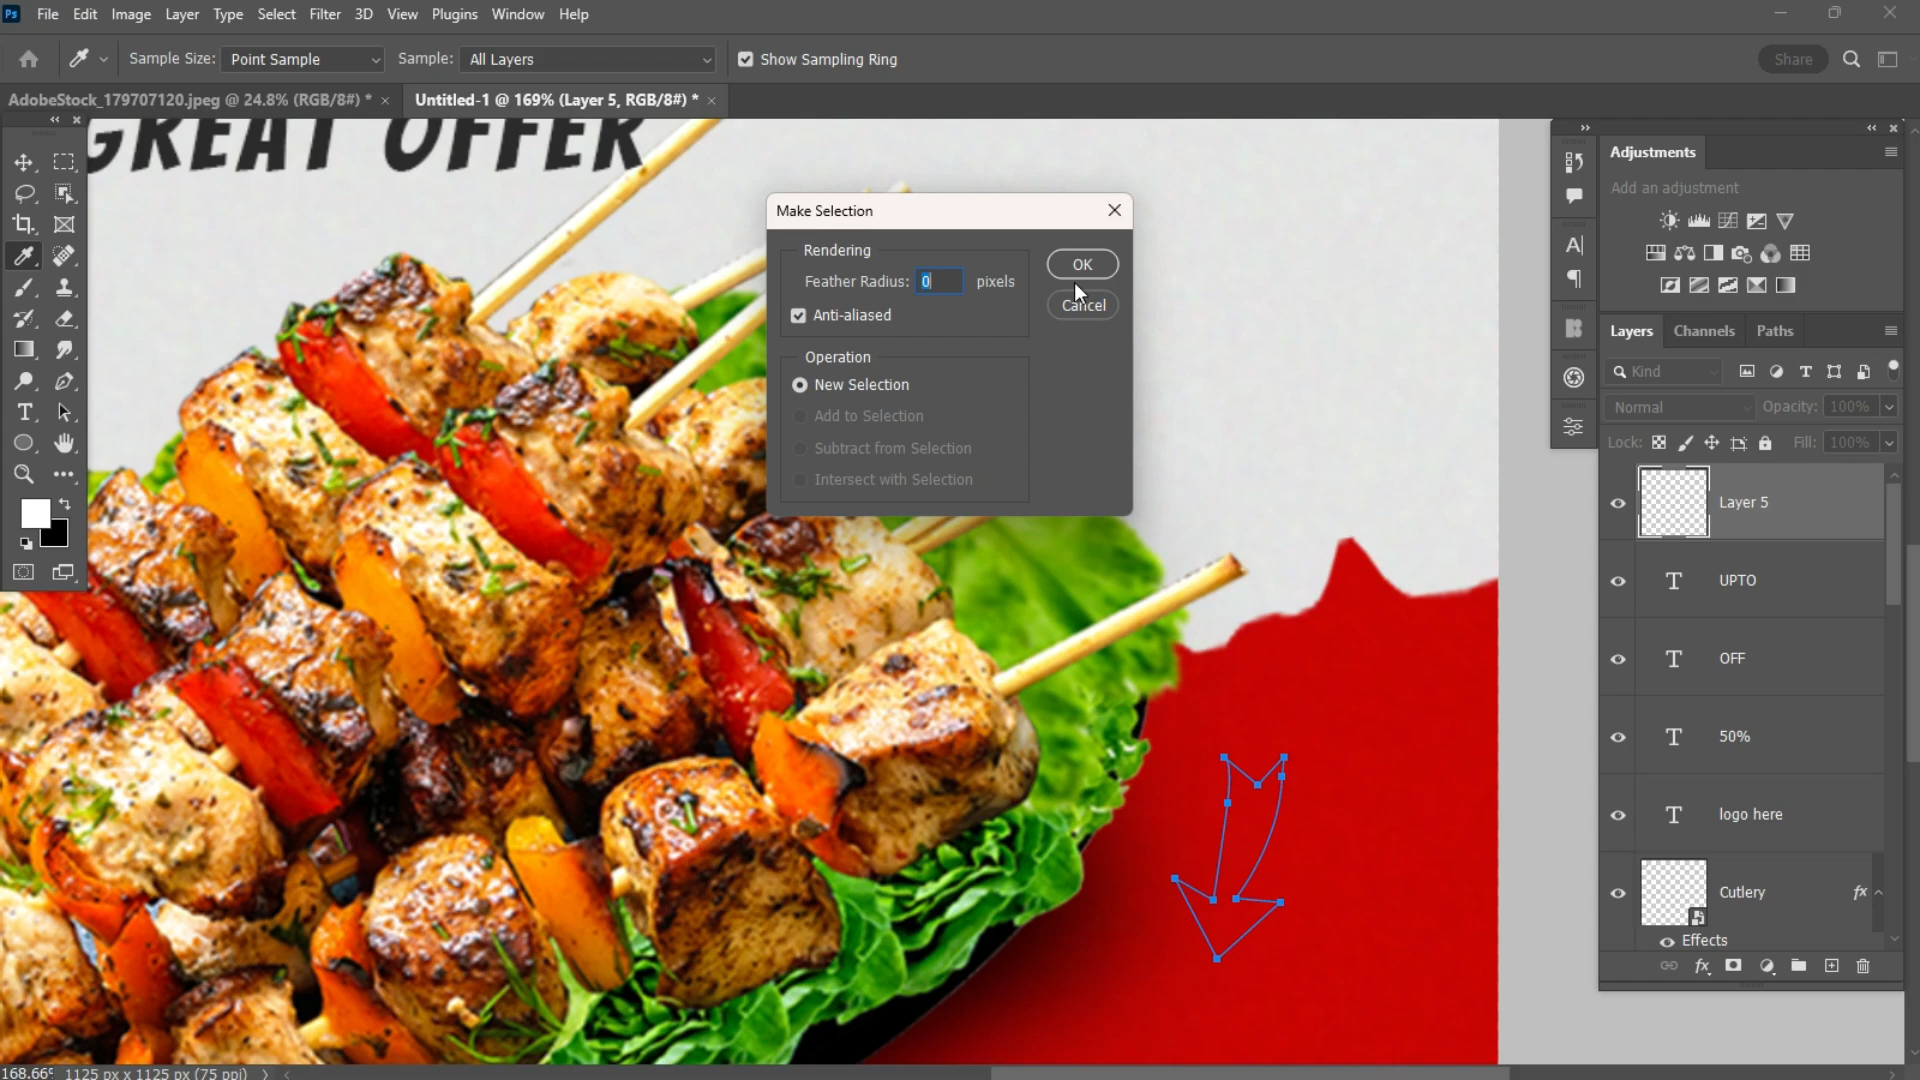 Ps File Edit Image Layer Type Select Filter 3D View Plugins Window Help
Sample Size: Point Sample Sample: All Layers Show Sampling Ring Share
AdobeStock_179707120.jpeg @ 24.8% (RGB/8#) * × Untitled-1 @ 169% (Layer 5, RGB/8#) * ×
GREAT OFFER
Make Selection
Rendering
Feather Radius: 0 pixels
Anti-aliased
OK
Cancel
Operation
New Selection
Add to Selection
Subtract from Selection
Intersect with Selection
Adjustments
Add an adjustment
Layers Channels Paths
Kind
Normal Opacity: 100%
Lock: Fill: 100%
Layer 5
UPTO
OFF
50%
logo here
Cutlery fx
Effects
fx
1125 px x 1125 px (75 ppi)